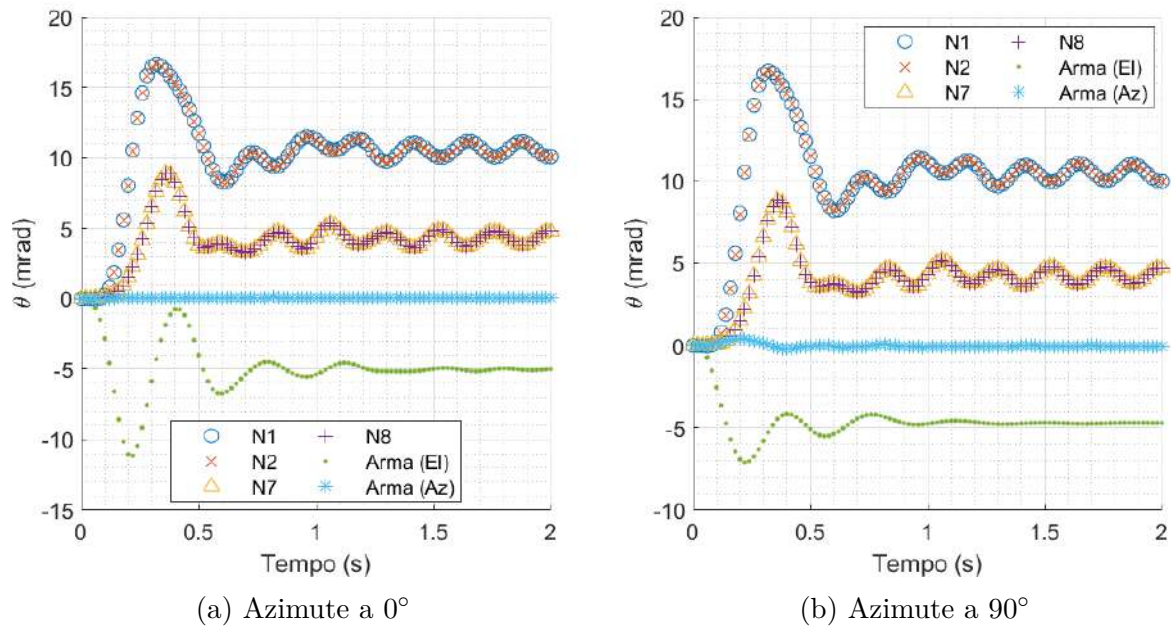 20
15
10
5
0
-5
-10
-15
θ (mrad)
0
0.5
1
1.5
2
Tempo (s)
N1
N2
N7
N8
Arma (El)
Arma (Az)
(a) Azimute a 0°
20
15
10
5
0
-5
-10
θ (mrad)
0
0.5
1
1.5
2
Tempo (s)
N1
N2
N7
N8
Arma (El)
Arma (Az)
(b) Azimute a 90°